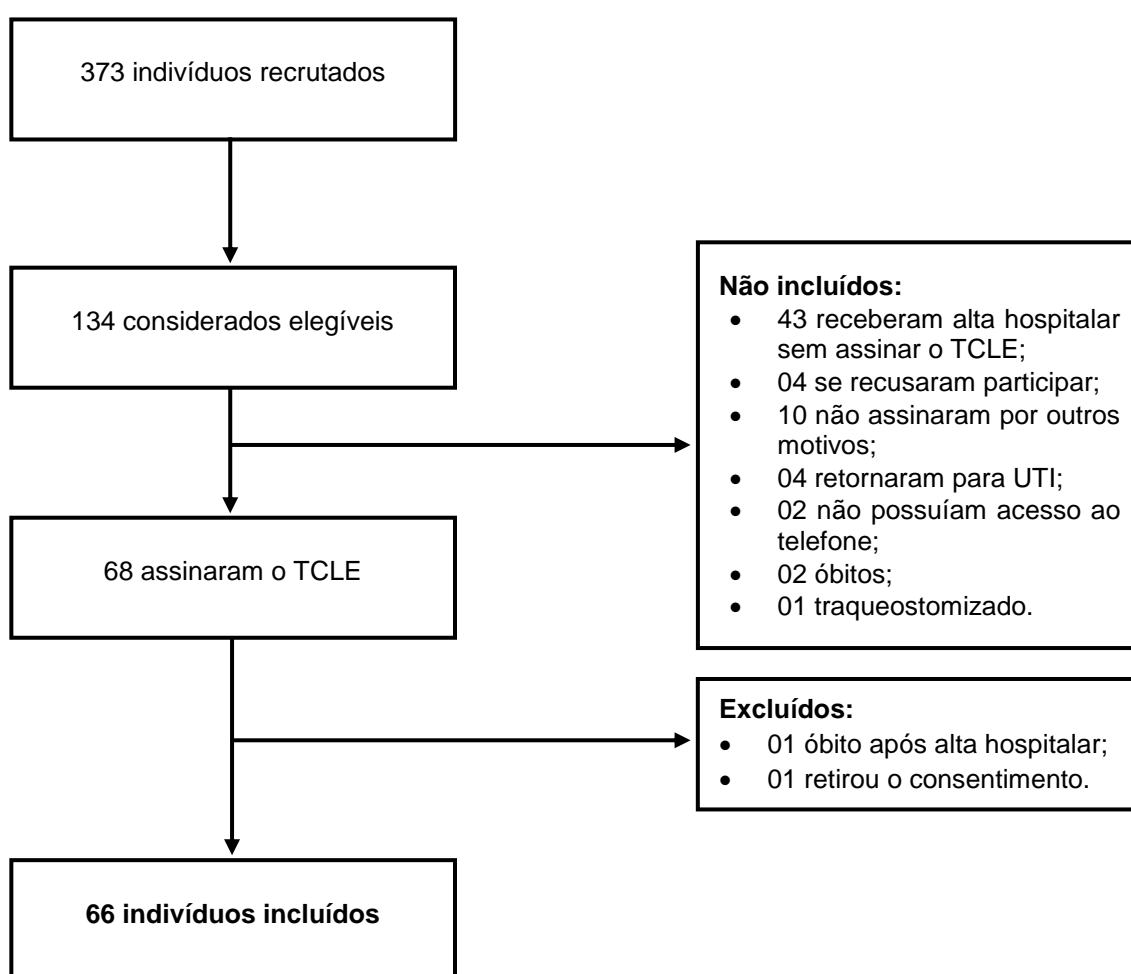 373 indivíduos recrutados
134 considerados elegíveis
Não incluídos:
• 43 receberam alta hospitalar
sem assinar o TCLE;
• 04 se recusaram participar;
• 10 não assinaram por outros
motivos;
• 04 retornaram para UTI;
• 02 não possuíam acesso ao
telefone;
• 02 óbitos;
• 01 traqueostomizado.
68 assinaram o TCLE
Excluídos:
• 01 óbito após alta hospitalar;
• 01 retirou o consentimento.
66 indivíduos incluídos